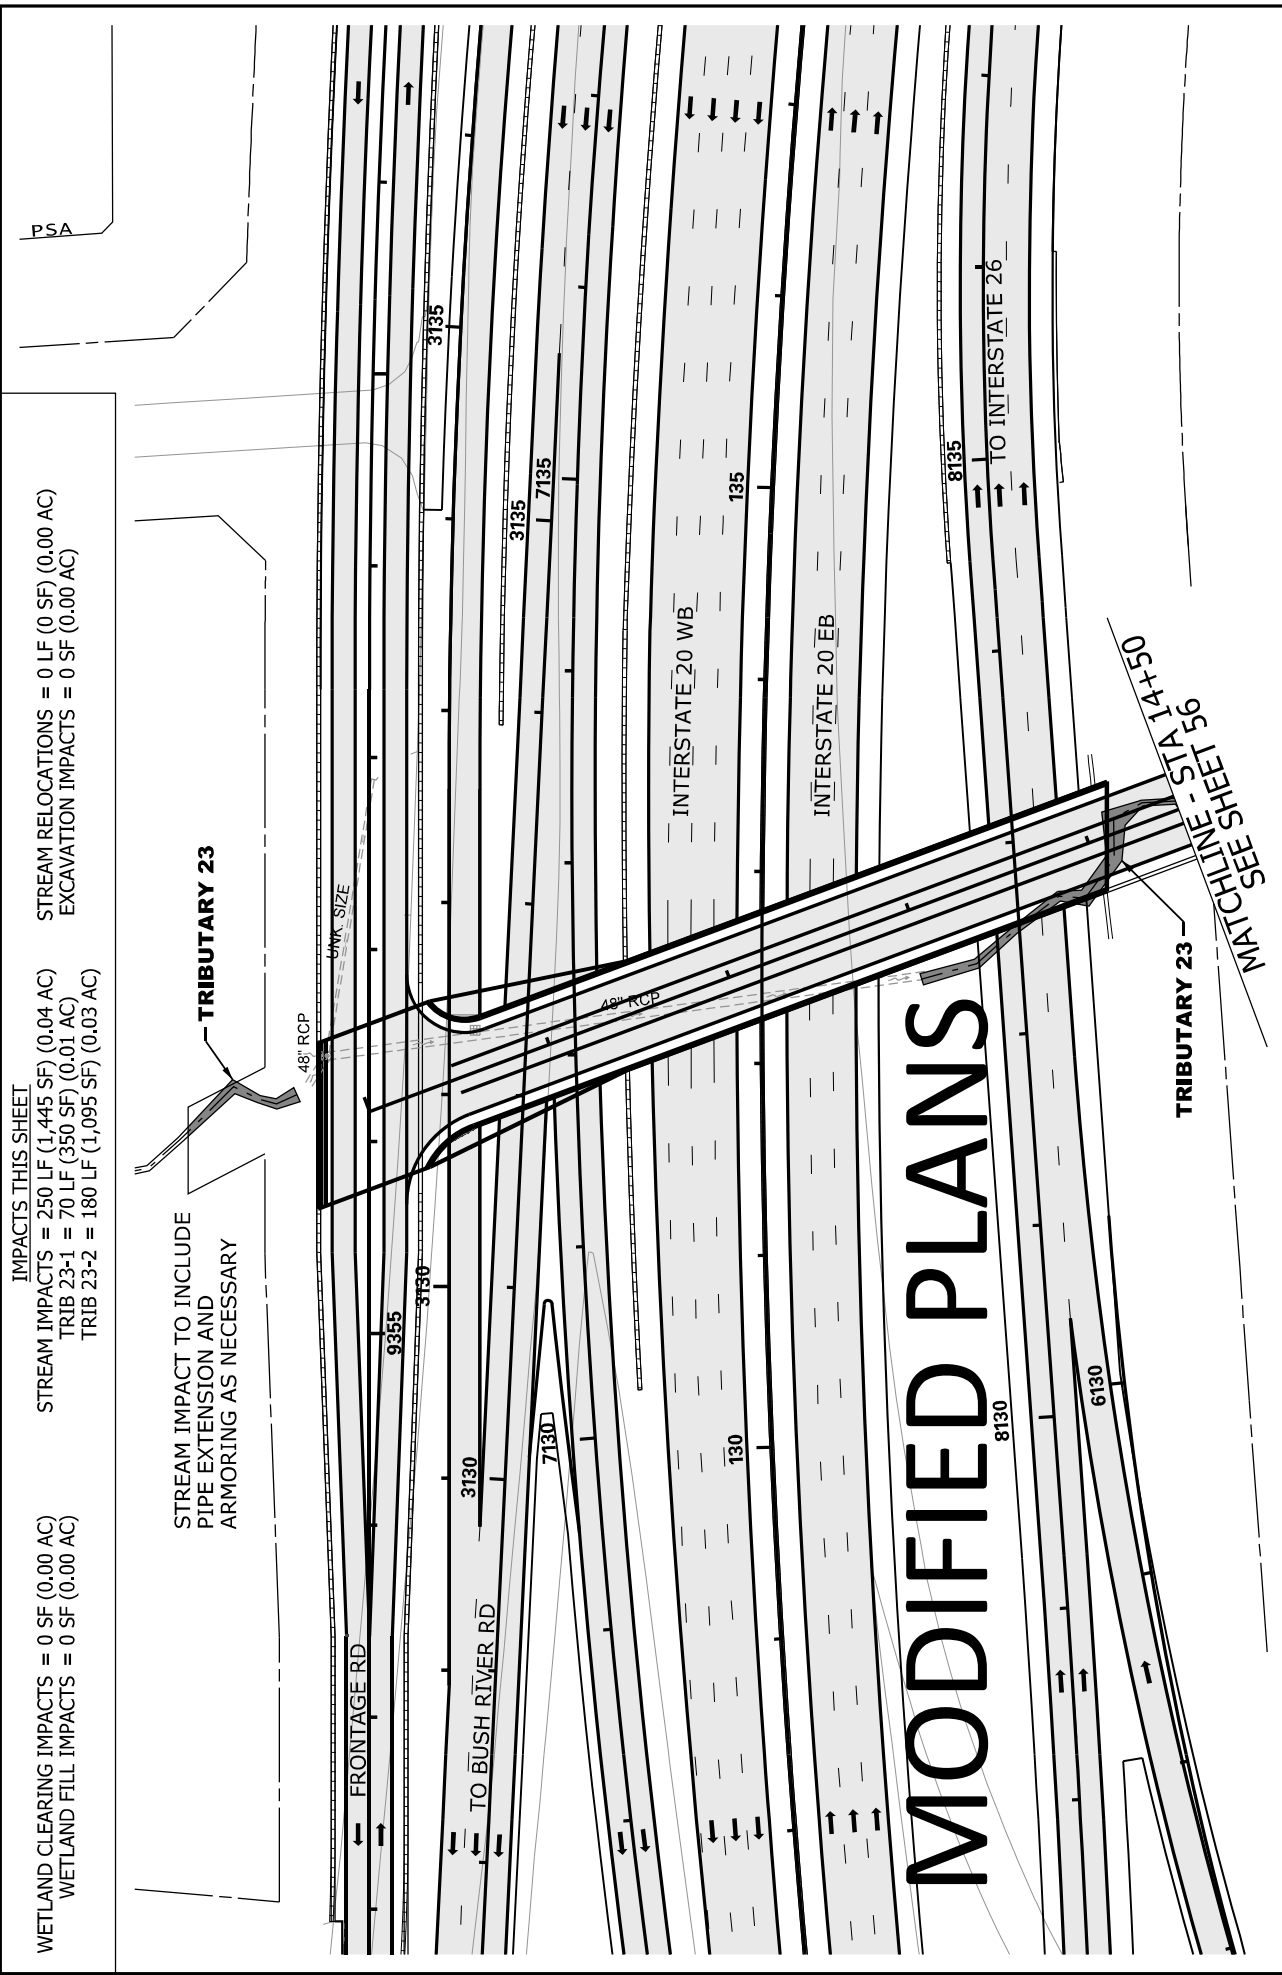 IMPACTS THIS SHEET
WETLAND CLEARING IMPACTS = 0 SF (0.00 AC)
WETLAND FILL IMPACTS = 0 SF (0.00 AC)
STREAM IMPACTS = 250 LF (1,445 SF) (0.04 AC)
TRIB 23-1 = 70 LF (350 SF) (0.01 AC)
TRIB 23-2 = 180 LF (1,095 SF) (0.03 AC)
STREAM RELOCATIONS = 0 LF (0 SF) (0.00 AC)
EXCAVATION IMPACTS = 0 SF (0.00 AC)
PSA
STREAM IMPACT TO INCLUDE
PIPE EXTENSION AND
ARMORING AS NECESSARY
TRIBUTARY 23
48" RCP
UNK. SIZE
FRONTAGE RD
9355
3130
3135
3130
TO BUSH RIVER RD
3135
7130
7135
48" RCP
INTERSTATE 20 WB
130
135
INTERSTATE 20 EB
MODIFIED PLANS
8130
8135
TO INTERSTATE 26
6130
TRIBUTARY 23
MATCHLINE - STA 14+50
SEE SHEET 56